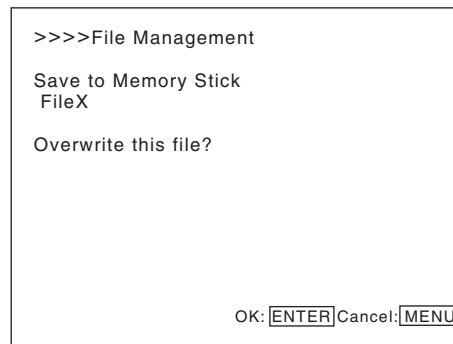 >>>>File Management
Save to Memory Stick
FileX
Overwrite this file?
OK: ENTER Cancel: MENU